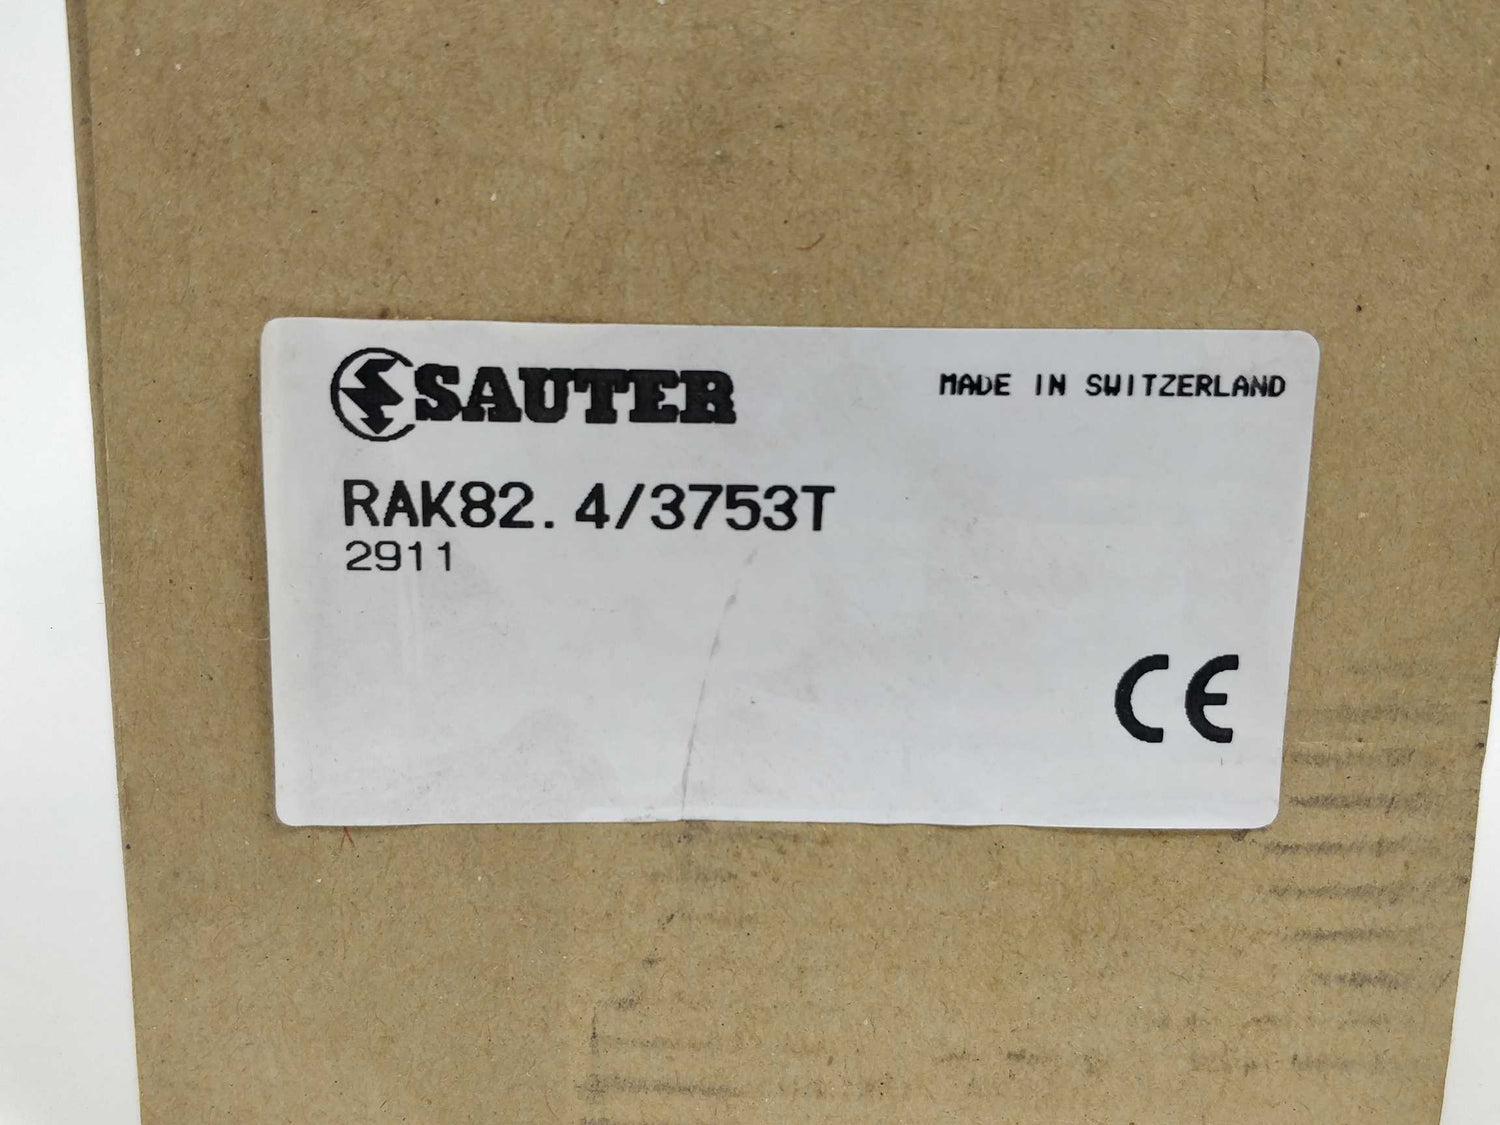 SAUTER
MADE IN SWITZERLAND
RAK82.4/3753T
2911
CE